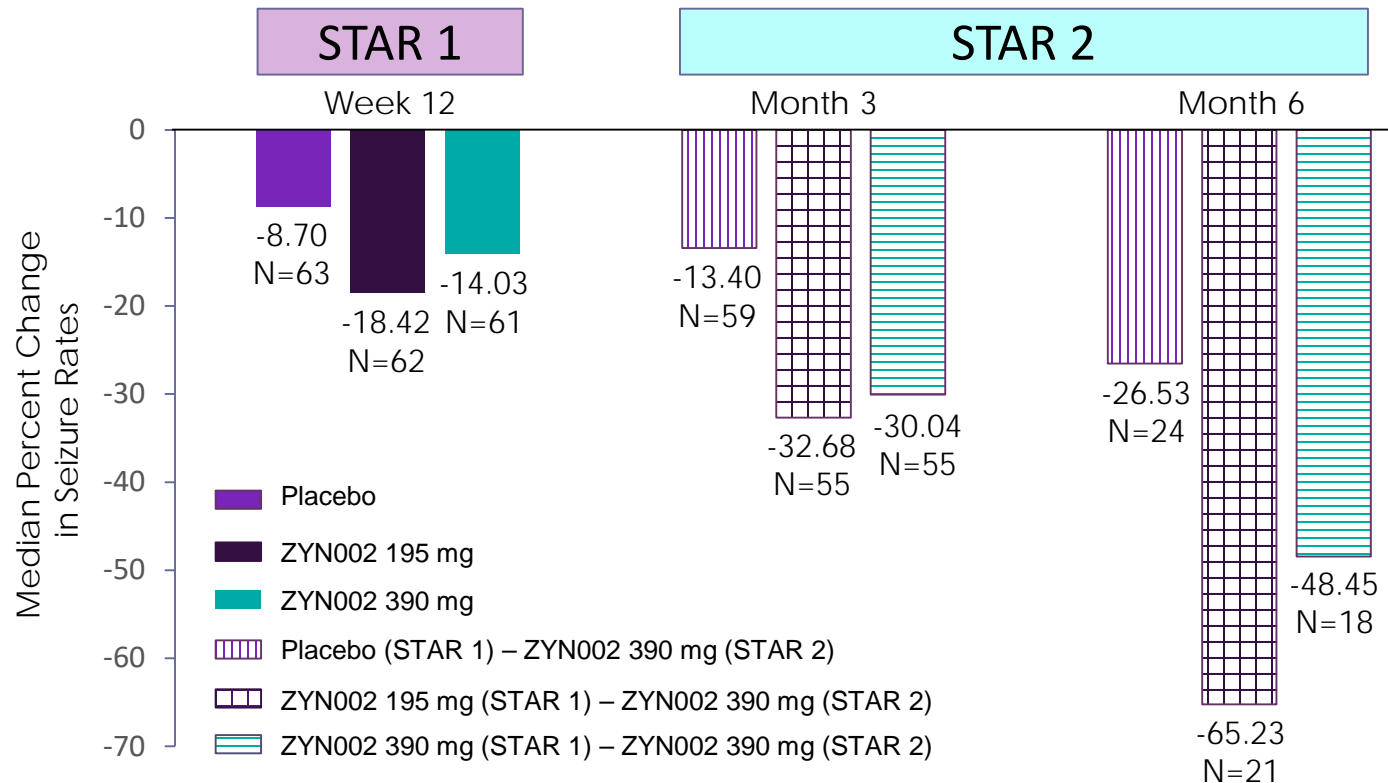 STAR 1
STAR 2
Week 12
Month 3
Month 6
Median Percent Change
in Seizure Rates
0
-10
-20
-30
-40
-50
-60
-70
-8.70
N=63
-18.42
N=62
-14.03
N=61
-13.40
N=59
-32.68
N=55
-30.04
N=55
-26.53
N=24
-65.23
N=21
-48.45
N=18
Placebo
ZYN002 195 mg
ZYN002 390 mg
Placebo (STAR 1) – ZYN002 390 mg (STAR 2)
ZYN002 195 mg (STAR 1) – ZYN002 390 mg (STAR 2)
ZYN002 390 mg (STAR 1) – ZYN002 390 mg (STAR 2)